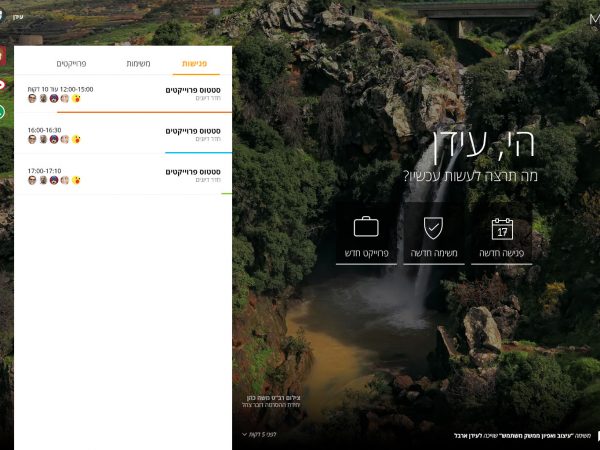 עידן
M
פגישות
משימות
פרוייקטים
סטטוס פרוייקטים
12:00-15:00 עוד 10 דקות
חדר דיונים
סטטוס פרוייקטים
16:00-16:30
חדר דיונים
סטטוס פרוייקטים
17:00-17:10
חדר דיונים
הי, עידן
מה תרצה לעשות עכשיו?
17
פגישה חדשה
משימה חדשה
פרוייקט חדש
צילום רב"ט משה כהן
יחידת ההסרטה דובר צהל
משימה "עיצוב ואפיון ממשק משתמש" שויכה לעידן ארבל
לפני 5 דקות